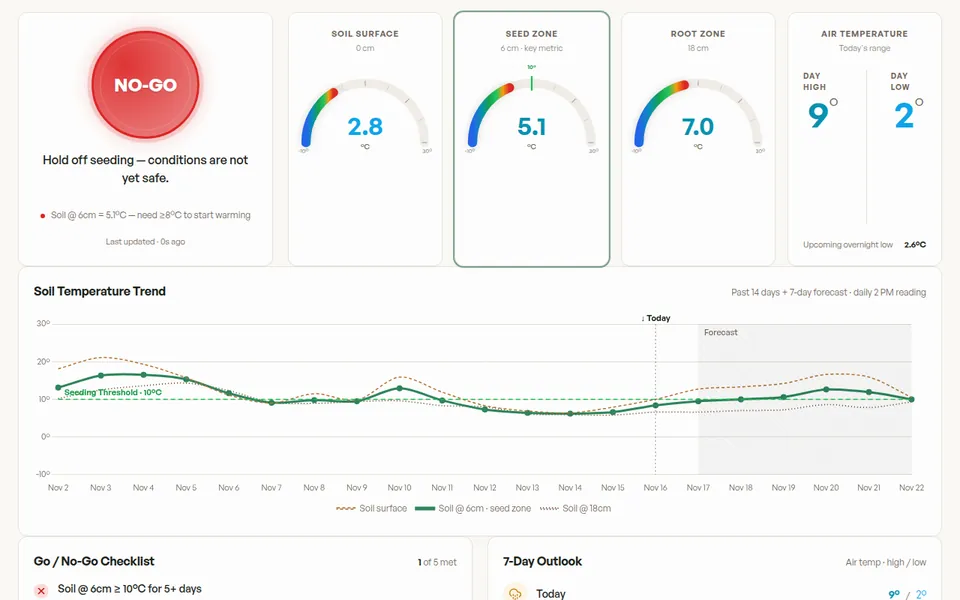 NO-GO
Hold off seeding — conditions are not
yet safe.
Soil @ 6cm = 5.1°C — need ≥8°C to start warming
Last updated · 0s ago
SOIL SURFACE
0 cm
2.8
°C
-10° 30°
SEED ZONE
6 cm · key metric
10°
5.1
°C
-10° 30°
ROOT ZONE
18 cm
7.0
°C
-10° 30°
AIR TEMPERATURE
Today's range
DAY HIGH
9°
DAY LOW
2°
Upcoming overnight low 2.6°C
Soil Temperature Trend
Past 14 days + 7-day forecast · daily 2 PM reading
↓ Today
Forecast
30°
20°
10°
0°
-10°
Seeding Threshold · 10°C
Nov 2 Nov 3 Nov 4 Nov 5 Nov 6 Nov 7 Nov 8 Nov 9 Nov 10 Nov 11 Nov 12 Nov 13 Nov 14 Nov 15 Nov 16 Nov 17 Nov 18 Nov 19 Nov 20 Nov 21 Nov 22
Soil surface Soil @ 6cm · seed zone Soil @ 18cm
Go / No-Go Checklist
1 of 5 met
Soil @ 6cm ≥ 10°C for 5+ days
7-Day Outlook
Air temp · high / low
Today 9° / 2°